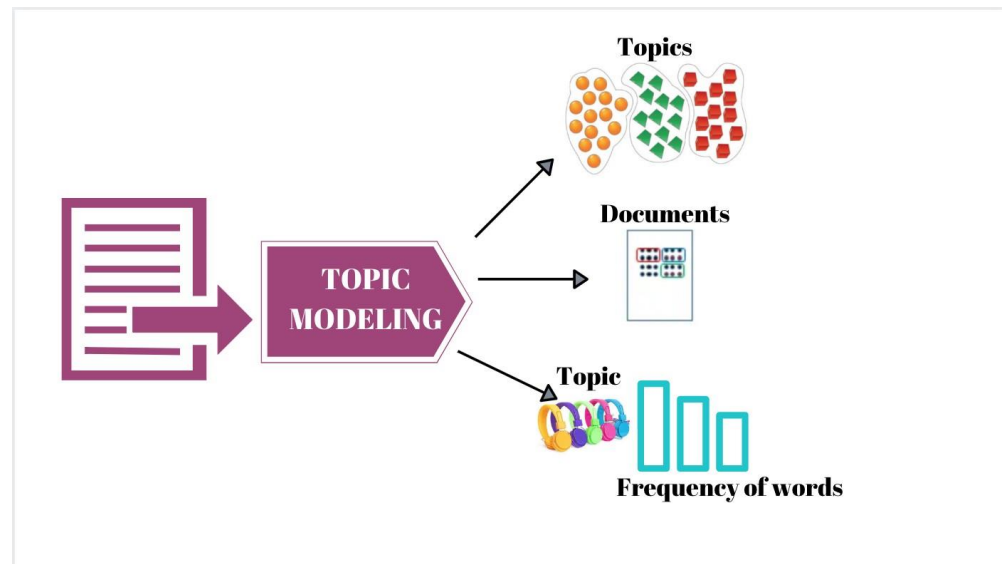 Topics
Documents
TOPIC
MODELING
Topic
Frequency of words